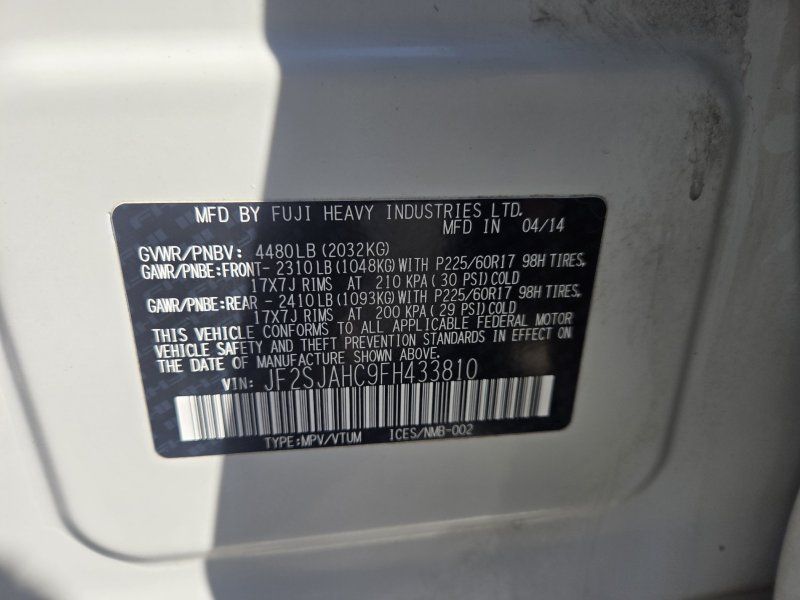 MFD BY FUJI HEAVY INDUSTRIES LTD.
MFD IN 04/14
GVWR/PNBV: 4480LB(2032KG)
GAWR/PNBE:FRONT- 2310LB(1048KG)WITH P225/60R17 98H TIRES,
17X7J RIMS AT 210 KPA( 30 PSI)COLD
GAWR/PNBE:REAR - 2410LB(1093KG)WITH P225/60R17 98H TIRES,
17X7J RIMS AT 200 KPA( 29 PSI)COLD
THIS VEHICLE CONFORMS TO ALL APPLICABLE FEDERAL MOTOR
VEHICLE SAFETY AND THEFT PREVENTION STANDARDS IN EFFECT ON
THE DATE OF MANUFACTURE SHOWN ABOVE.
VIN: JF2SJAHC9FH433810
TYPE:MPV/VTUM ICES/NMB-002